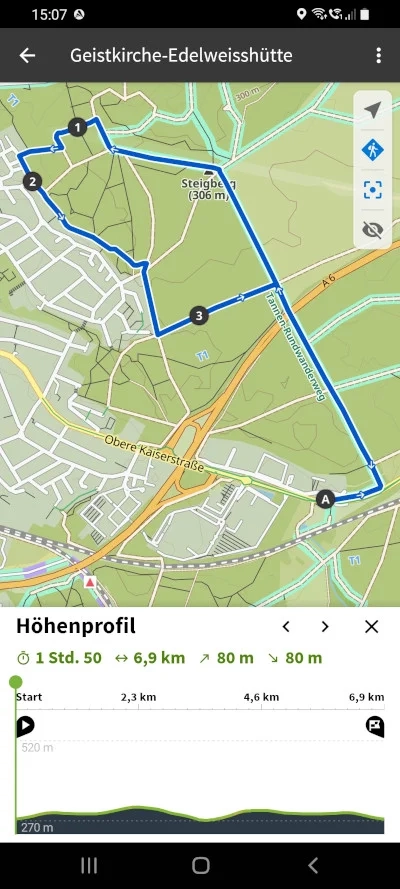 15:07
Geistkirche-Edelweisshütte
T1
300 m
1
2
Steigberg
(306 m)
A 6
3
Tannen-Rundwanderweg
T1
Obere Kaiserstraße
A
T1
Höhenprofil
1 Std. 50 6,9 km 80 m 80 m
Start 2,3 km 4,6 km 6,9 km
520 m
270 m